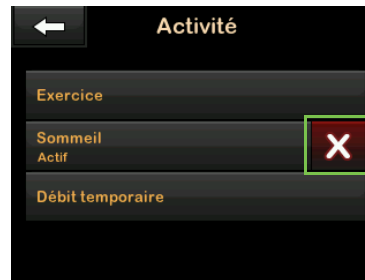 Activité
Exercice
Sommeil
Actif
Débit temporaire